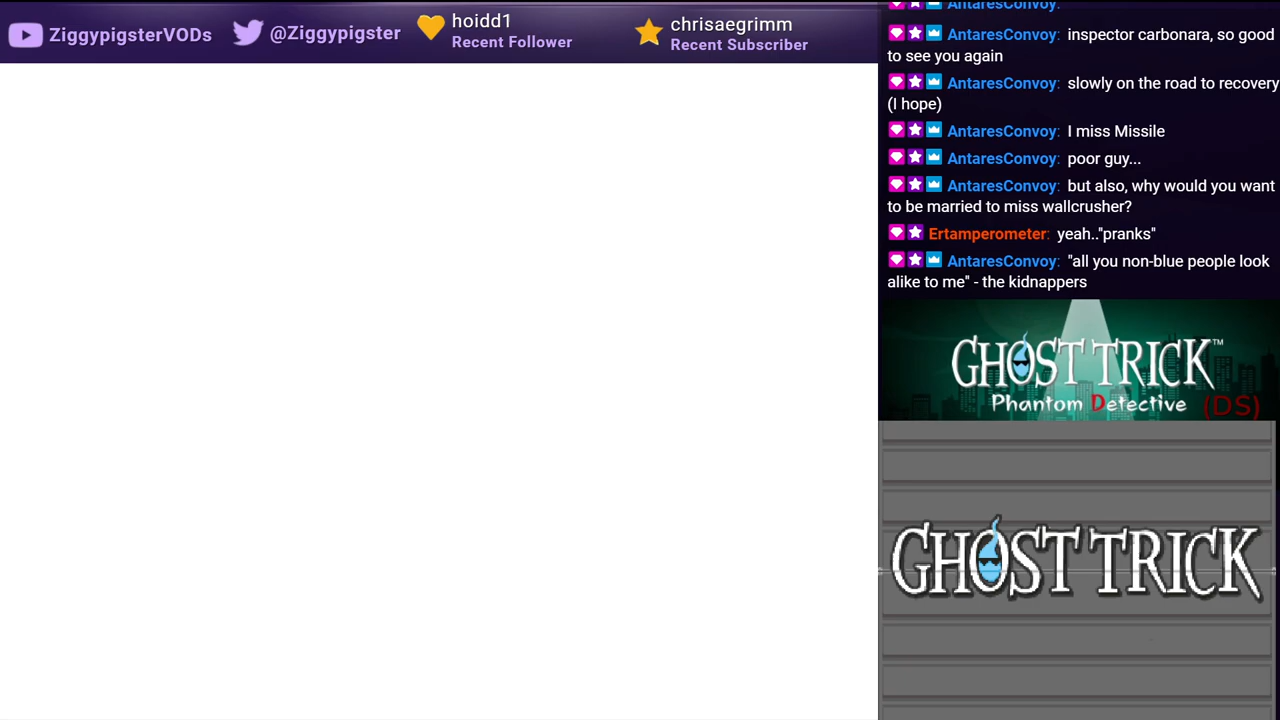 ZiggypigsterVODs
@Ziggypigster
hoidd1
Recent Follower
chrisaegrimm
Recent Subscriber
AntaresConvoy:
AntaresConvoy: inspector carbonara, so good
to see you again
AntaresConvoy: slowly on the road to recovery
(I hope)
AntaresConvoy: I miss Missile
AntaresConvoy: poor guy...
AntaresConvoy: but also, why would you want
to be married to miss wallcrusher?
Ertamperometer: yeah.."pranks"
AntaresConvoy: "all you non-blue people look
alike to me" - the kidnappers
GHOST TRICK™
Phantom Detective (DS)
GHOST TRICK